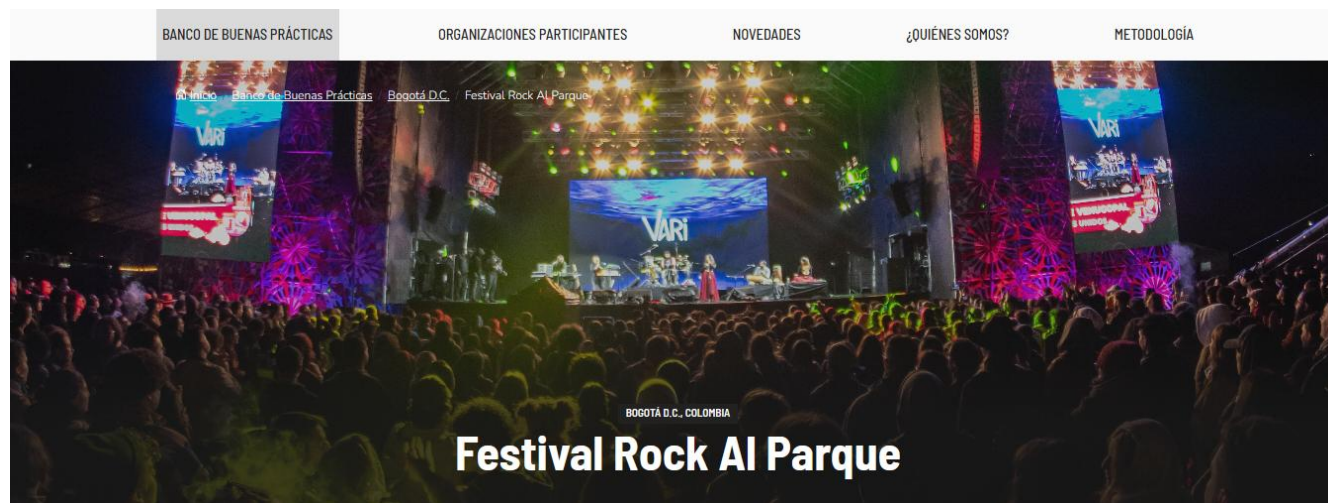 BANCO DE BUENAS PRÁCTICAS
ORGANIZACIONES PARTICIPANTES
NOVEDADES
¿QUIÉNES SOMOS?
METODOLOGÍA
Inicio / Banco de Buenas Prácticas / Bogotá D.C. / Festival Rock Al Parque
VARi
VARi
VARi
BOGOTÁ D.C., COLOMBIA
Festival Rock Al Parque